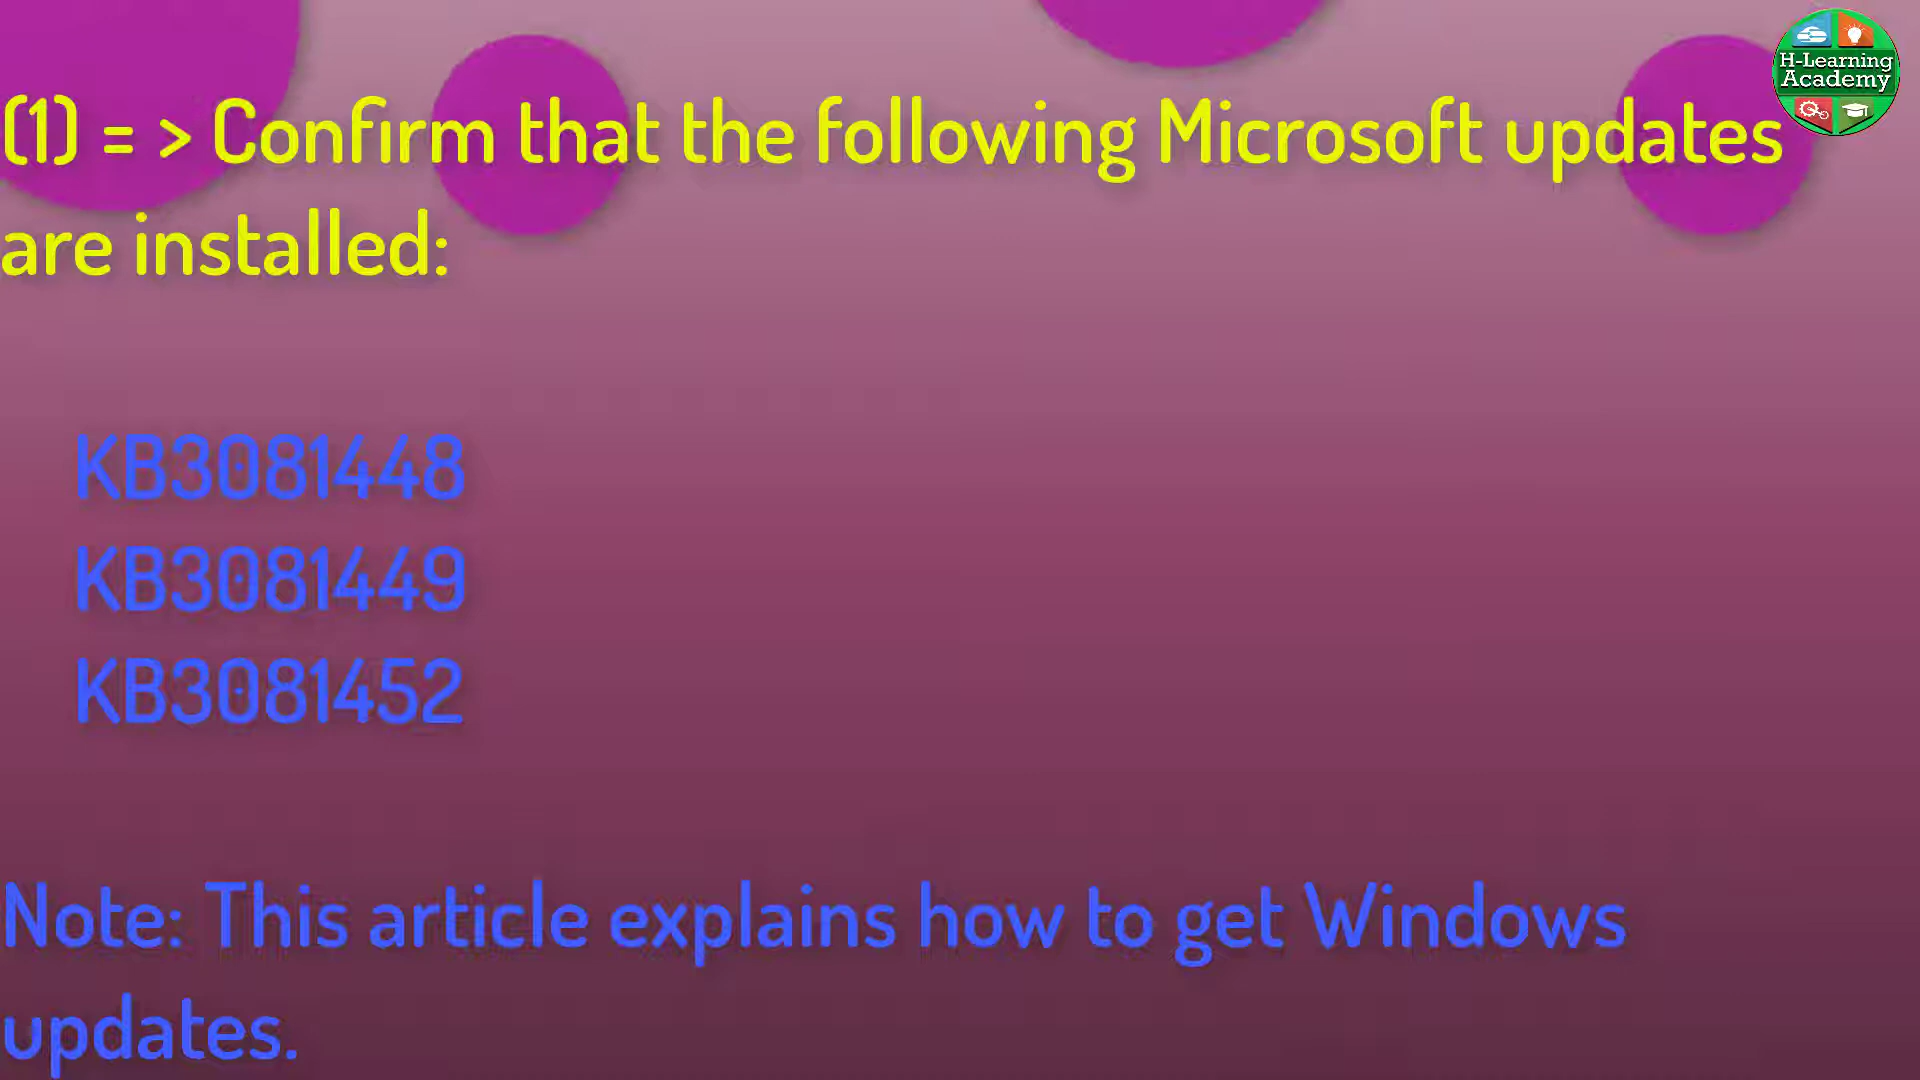 H-Learning
Academy
(1) = > Confirm that the following Microsoft updates
are installed:
KB3081448
KB3081449
KB3081452
Note: This article explains how to get Windows
updates.